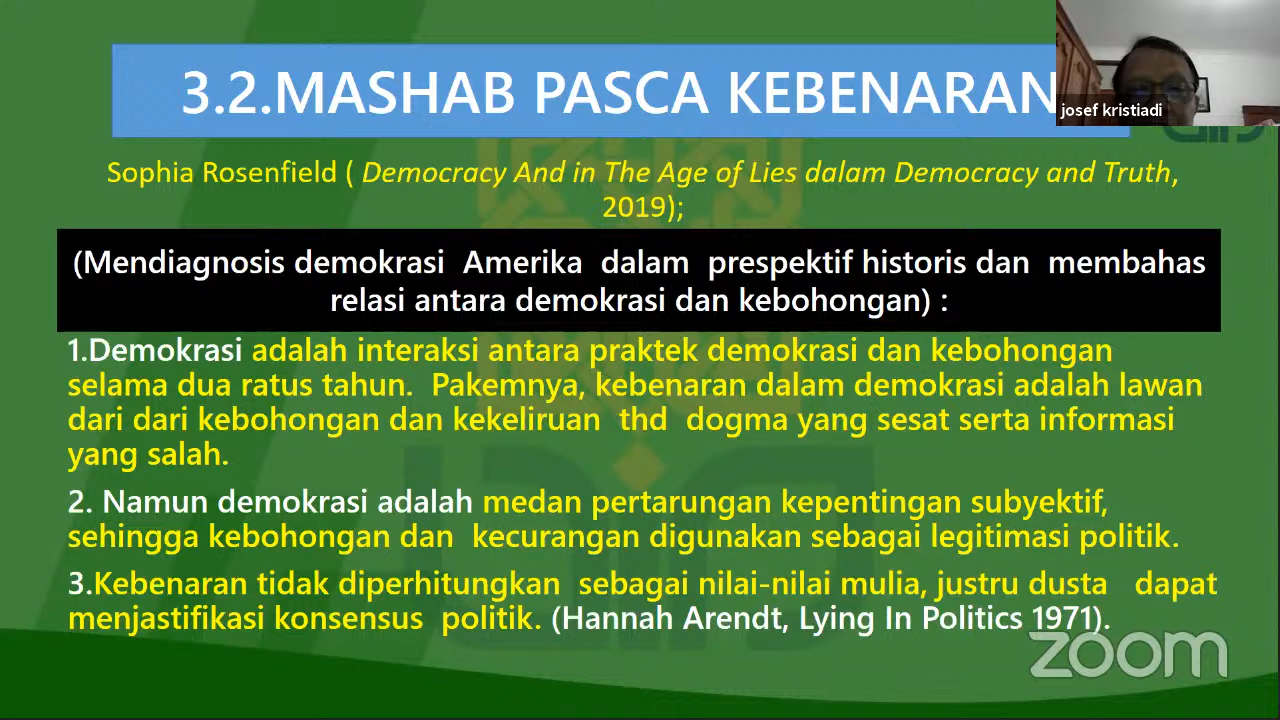 3.2.MASHAB PASCA KEBENARAN
josef kristiadi
Sophia Rosenfield ( Democracy And in The Age of Lies dalam Democracy and Truth,
2019);
(Mendiagnosis demokrasi Amerika dalam prespektif historis dan membahas
relasi antara demokrasi dan kebohongan) :
1.Demokrasi adalah interaksi antara praktek demokrasi dan kebohongan
selama dua ratus tahun. Pakemnya, kebenaran dalam demokrasi adalah lawan
dari dari kebohongan dan kekeliruan thd dogma yang sesat serta informasi
yang salah.
2. Namun demokrasi adalah medan pertarungan kepentingan subyektif,
sehingga kebohongan dan kecurangan digunakan sebagai legitimasi politik.
3.Kebenaran tidak diperhitungkan sebagai nilai-nilai mulia, justru dusta dapat
menjastifikasi konsensus politik. (Hannah Arendt, Lying In Politics 1971).
zoom